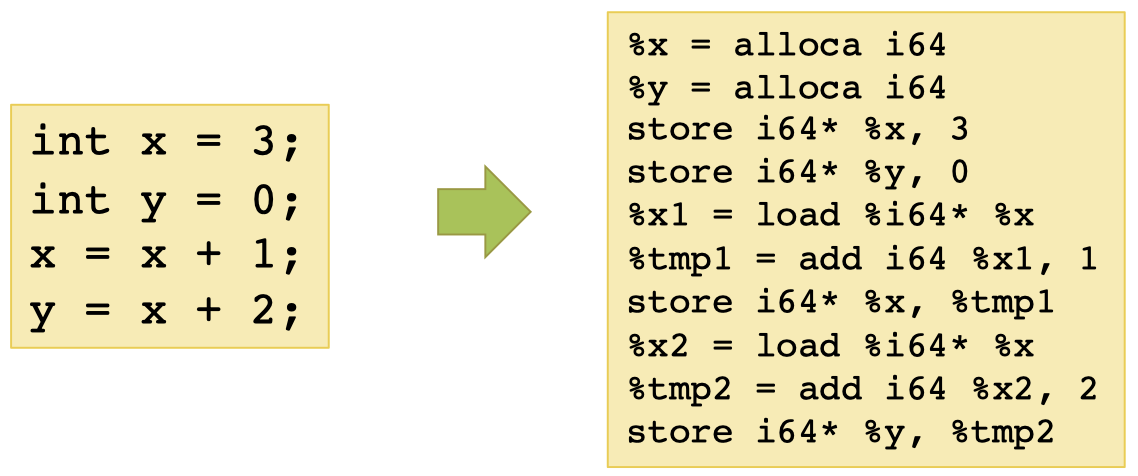 int x = 3;
int y = 0;
x = x + 1;
y = x + 2;
%x = alloca i64
%y = alloca i64
store i64* %x, 3
store i64* %y, 0
%x1 = load %i64* %x
%tmp1 = add i64 %x1, 1
store i64* %x, %tmp1
%x2 = load %i64* %x
%tmp2 = add i64 %x2, 2
store i64* %y, %tmp2